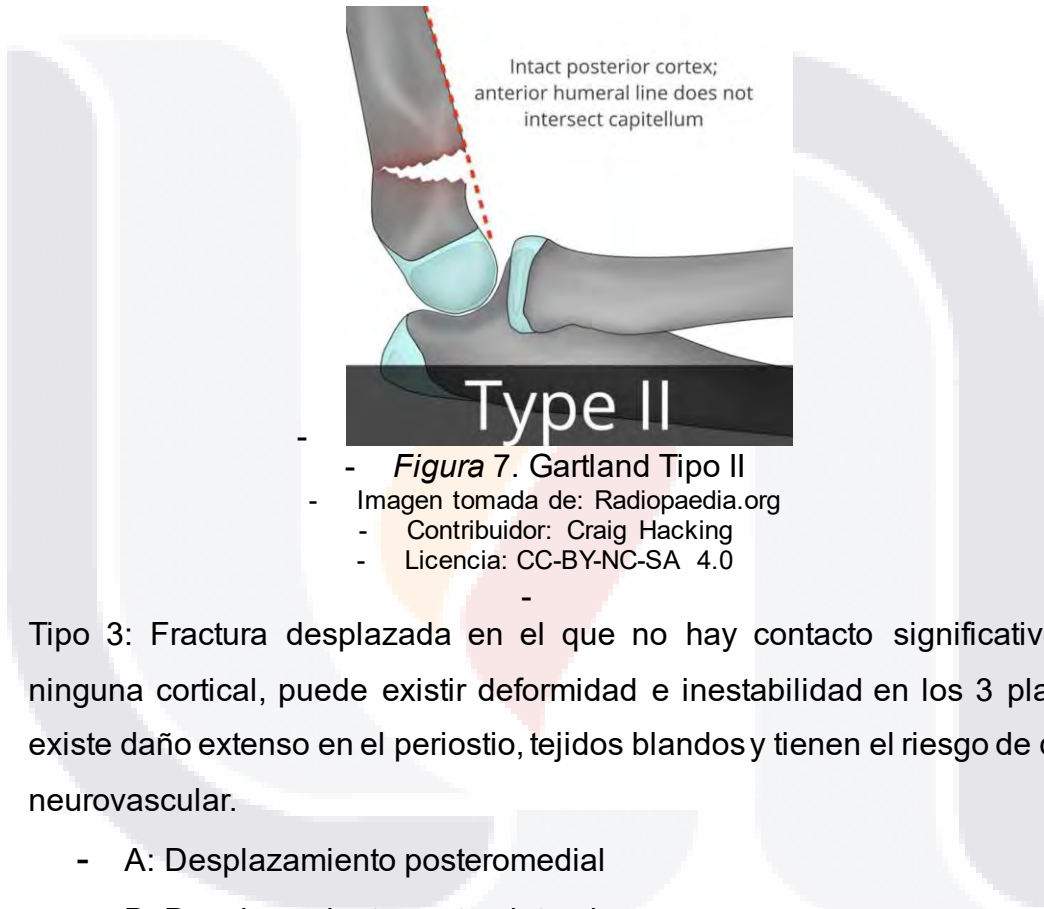 Intact posterior cortex;
anterior humeral line does not
intersect capitellum
Type II
-
- Figura 7. Gartland Tipo II
- Imagen tomada de: Radiopaedia.org
- Contribuidor: Craig Hacking
- Licencia: CC-BY-NC-SA 4.0
-
Tipo 3: Fractura desplazada en el que no hay contacto
ninguna cortical, puede existir deformidad e inestabilidad en los 3
existe daño extenso en el periostio, tejidos blandos y tienen el riesgo de
neurovascular.
- A: Desplazamiento posteromedial